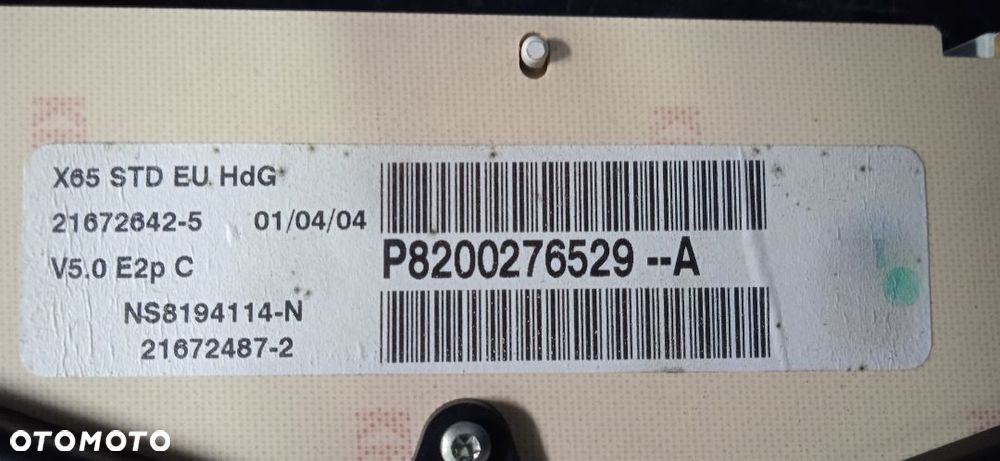 X65 STD EU HdG
21672642-5 01/04/04
V5.0 E2p C
P8200276529 --A
NS8194114-N
21672487-2
OTOMOTO